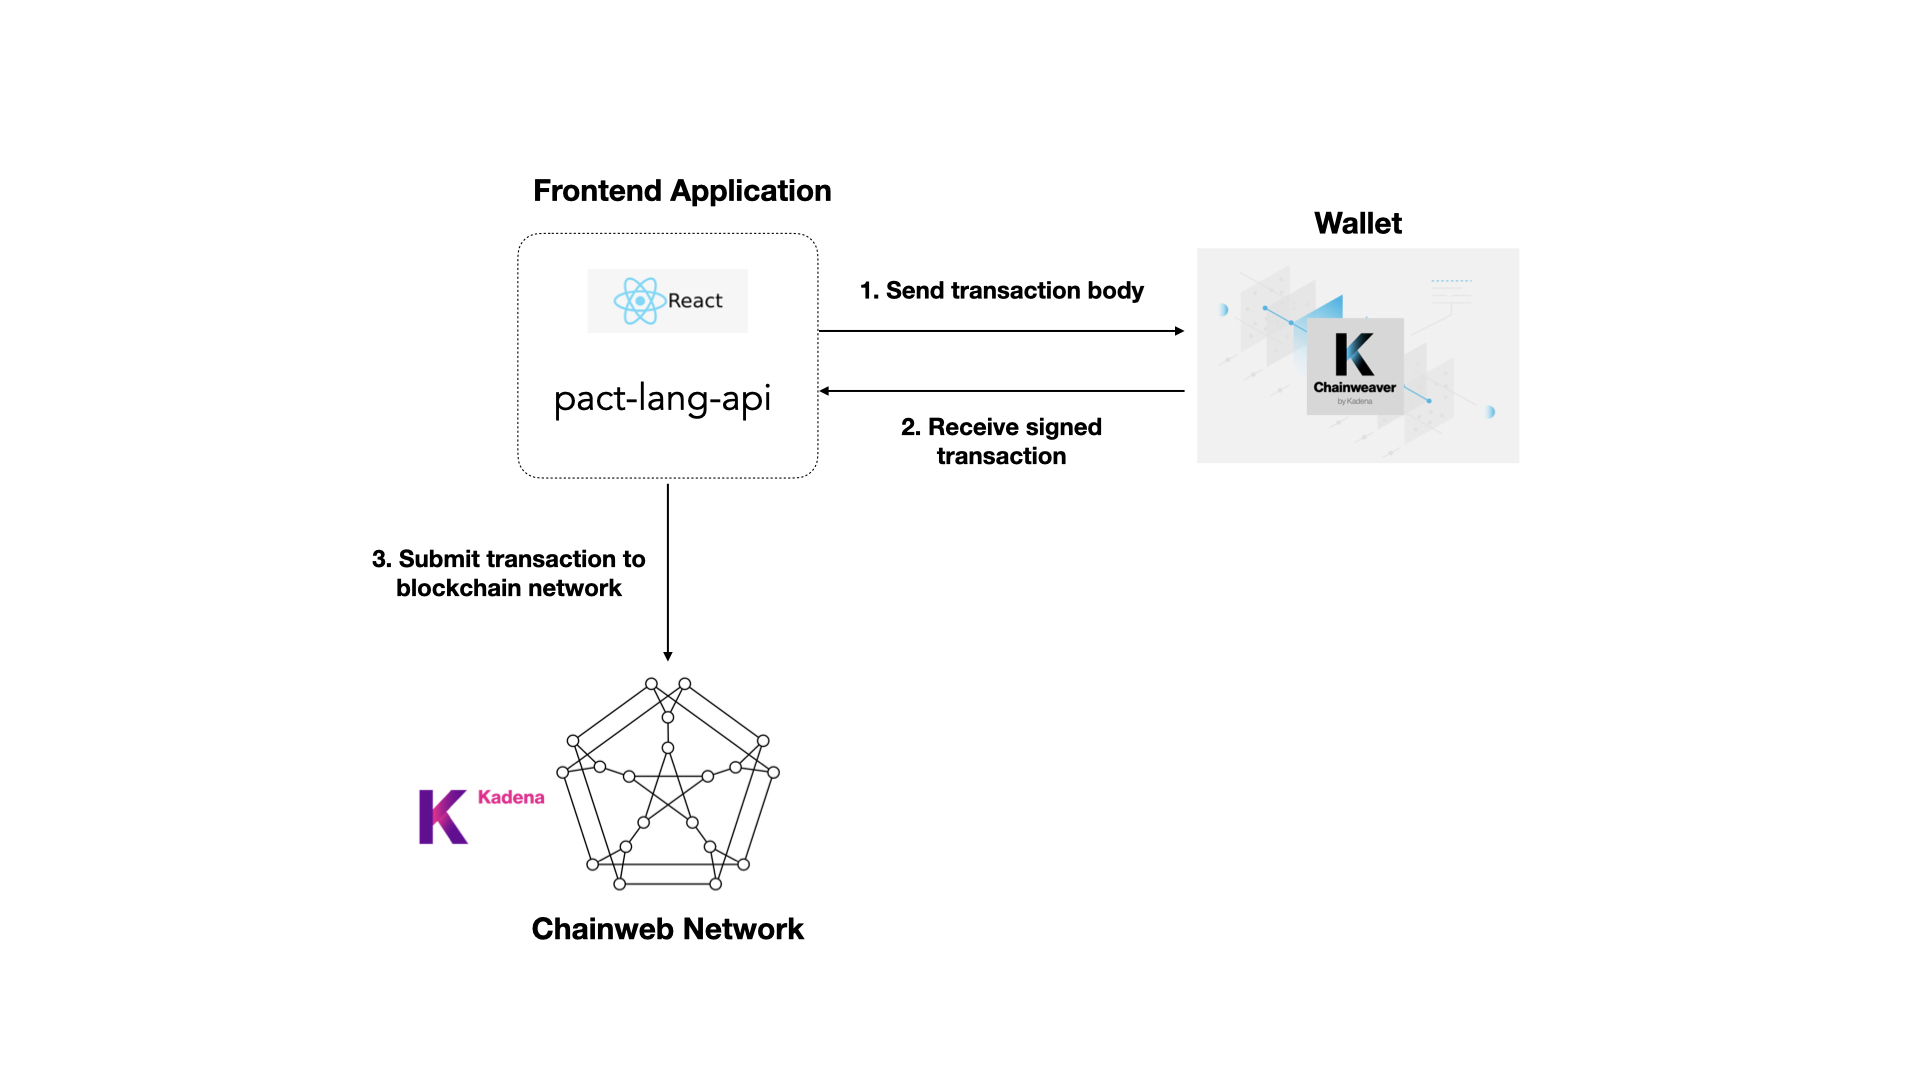 Frontend Application
Wallet
React
pact-lang-api
1. Send transaction body
2. Receive signed
transaction
K
Chainweaver
by Kadena
3. Submit transaction to
blockchain network
K Kadena
Chainweb Network